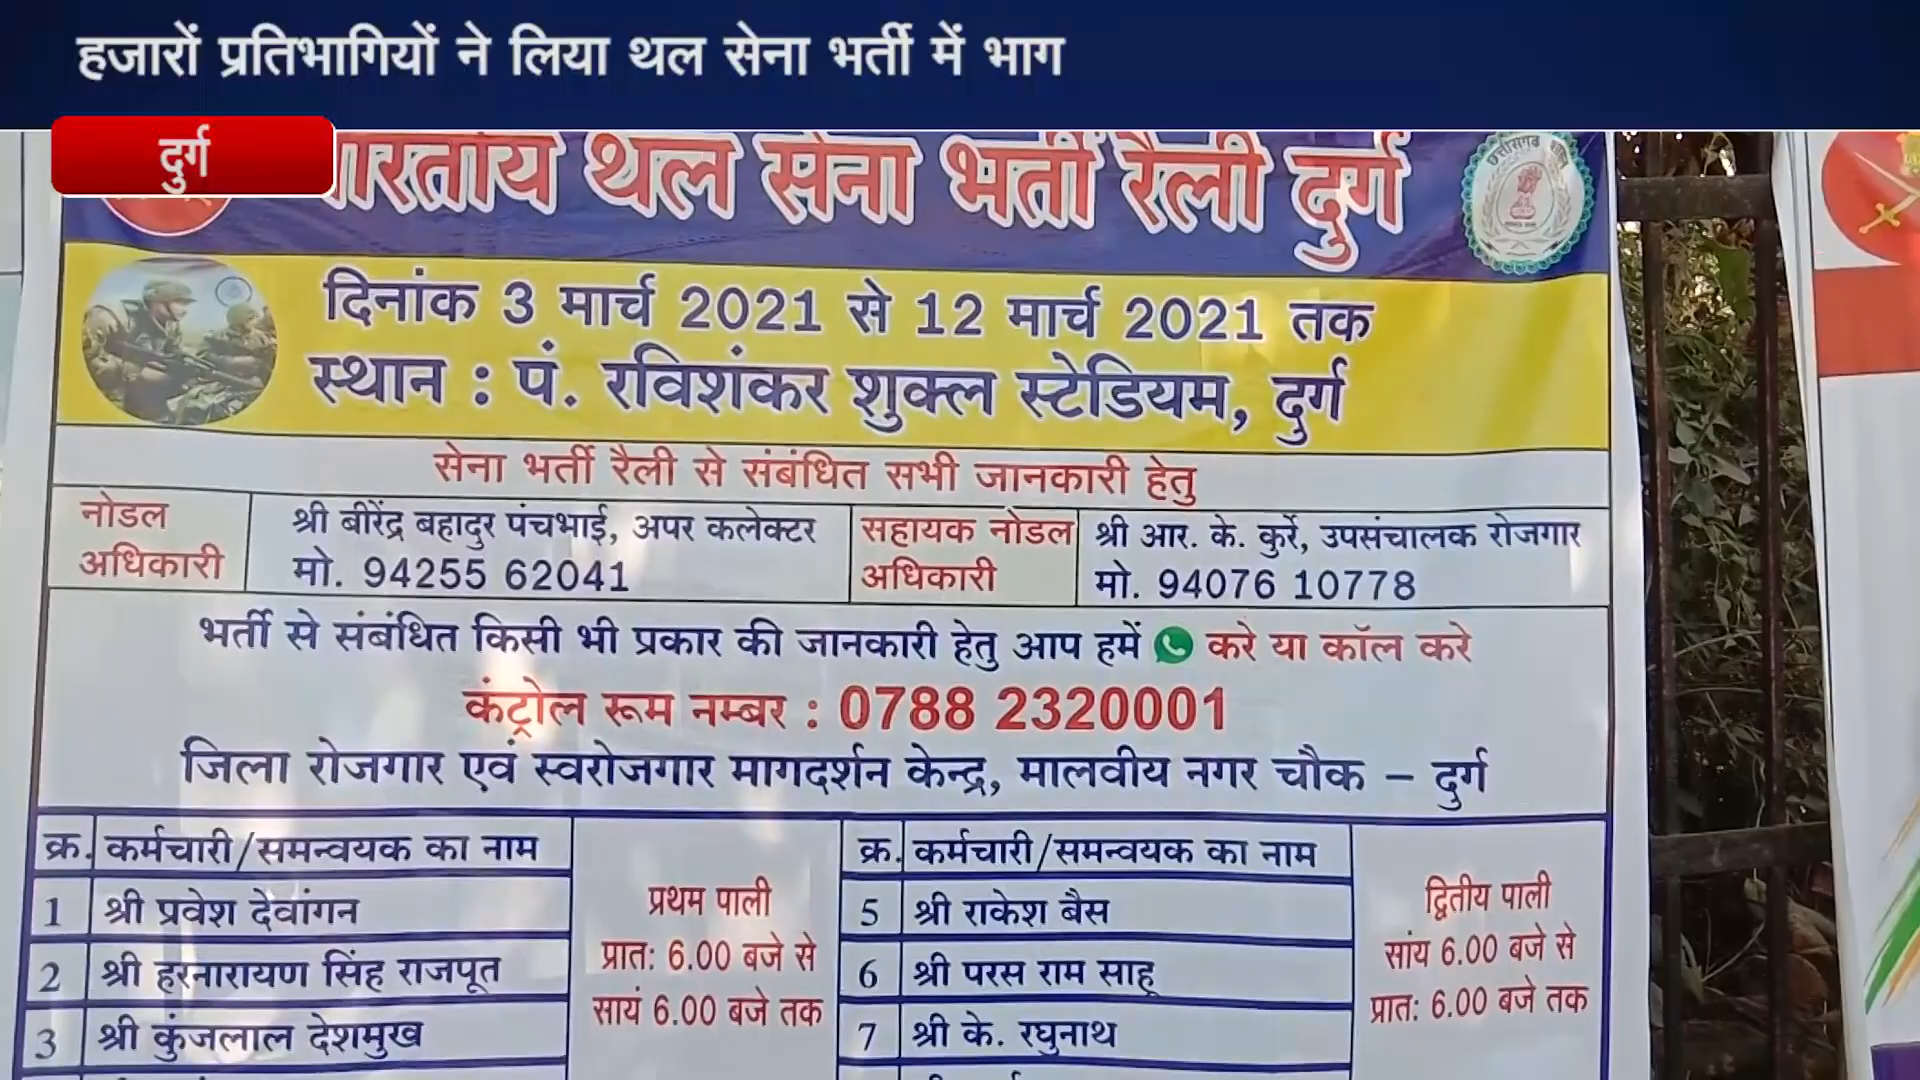 हजारों प्रतिभागियों ने लिया थल सेना भर्ती में भाग
दुर्ग
थल सेना भर्ती रैली दुर्ग
छत्तीसगढ़
दिनांक 3 मार्च 2021 से 12 मार्च 2021 तक
स्थान : पं. रविशंकर शुक्ल स्टेडियम, दुर्ग
सेना भर्ती रैली से संबंधित सभी जानकारी हेतु
नोडल अधिकारी
श्री बीरेंद्र बहादुर पंचभाई, अपर कलेक्टर
मो. 94255 62041
सहायक नोडल अधिकारी
श्री आर. के. कुर्रे, उपसंचालक रोजगार
मो. 94076 10778
भर्ती से संबंधित किसी भी प्रकार की जानकारी हेतु आप हमें करे या कॉल करे
कंट्रोल रूम नम्बर : 0788 2320001
जिला रोजगार एवं स्वरोजगार मागदर्शन केन्द्र, मालवीय नगर चौक – दुर्ग
क्र. कर्मचारी/समन्वयक का नाम
1 श्री प्रवेश देवांगन
2 श्री हरनारायण सिंह राजपूत
3 श्री कुंजलाल देशमुख
प्रथम पाली
प्रात: 6.00 बजे से
सायं 6.00 बजे तक
क्र. कर्मचारी/समन्वयक का नाम
5 श्री राकेश बैस
6 श्री परस राम साहू
7 श्री के. रघुनाथ
द्वितीय पाली
सांय 6.00 बजे से
प्रात: 6.00 बजे तक